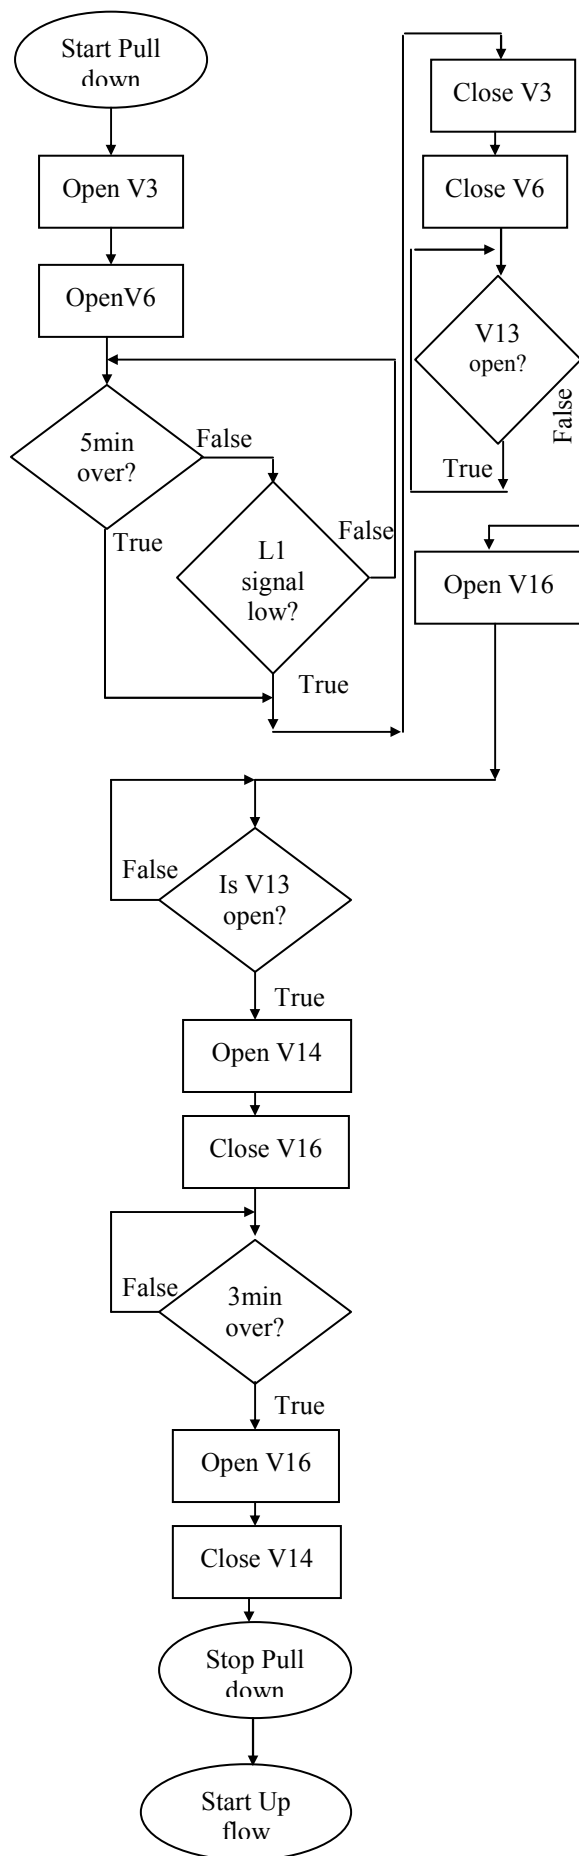 Start Pull
down
Open V3
OpenV6
5min
over?
False
True
L1
signal
low?
False
True
Close V3
Close V6
V13
open?
False
True
Open V16
Is V13
open?
False
True
Open V14
Close V16
3min
over?
False
True
Open V16
Close V14
Stop Pull
down
Start Up
flow